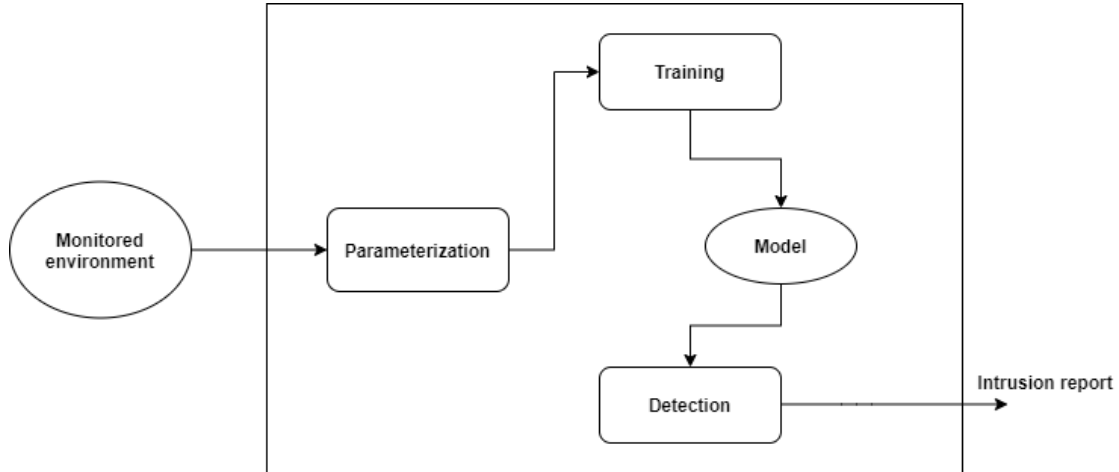 Training
Monitored
environment
Parameterization
Model
Detection
Intrusion report